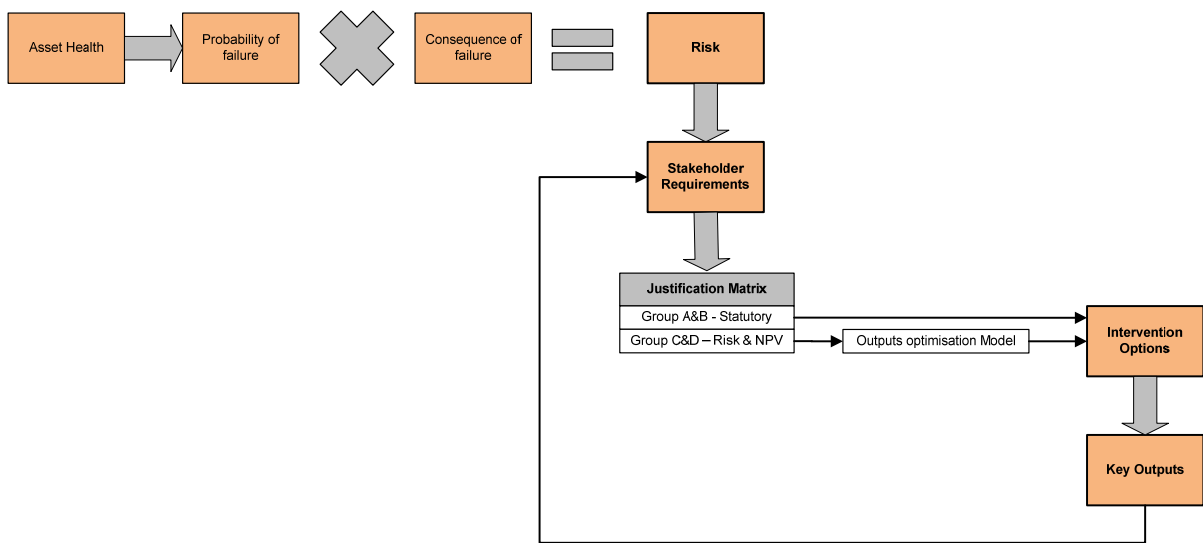 Asset Health
Probability of
failure
Consequence of
failure
Risk
Stakeholder
Requirements
Justification Matrix
Group A&B - Statutory
Group C&D – Risk & NPV
Outputs optimisation Model
Intervention
Options
Key Outputs